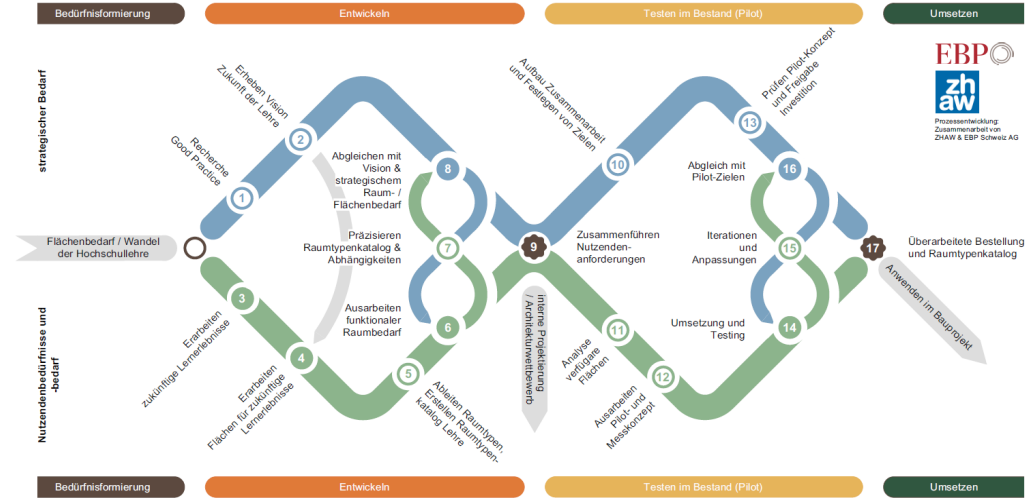 Bedürfnisformierung
Entwickeln
Testen im Bestand (Pilot)
Umsetzen
strategischer Bedarf
Nutzendenbedürfnisse und
-bedarf
EBP
zh
aw
Prozessentwicklung:
Zusammenarbeit von
ZHAW & EBP Schweiz AG
Flächenbedarf / Wandel
der Hochschullehre
1
Recherche
Good Practice
2
Erheben Vision
Zukunft der Lehre
3
Erarbeiten
zukünftige Lernerlebnisse
4
Erarbeiten
Flächen für zukünftige
Lernerlebnisse
5
Ableiten Raumtypen,
Erstellen Raumtypen-
katalog Lehre
6
Ausarbeiten
funktionaler
Raumbedarf
7
Präzisieren
Raumtypenkatalog &
Abhängigkeiten
8
Abgleichen mit
Vision &
strategischem
Raum- /
Flächenbedarf
9
Zusammenführen
Nutzenden-
anforderungen
interne Projektierung
/ Architekturwettbewerb
10
Aufbau Zusammenarbeit
und Festlegen von Zielen
11
Analyse
verfügare
Flächen
12
Ausarbeiten
Pilot- und
Messkonzept
13
Prüfen Pilot-Konzept
und Freigabe
Investition
14
Umsetzung und
Testing
15
Iterationen
und
Anpassungen
16
Abgleich mit
Pilot-Zielen
17
Überarbeitete Bestellung
und Raumtypenkatalog
Anwenden im Bauprojekt
Bedürfnisformierung
Entwickeln
Testen im Bestand (Pilot)
Umsetzen